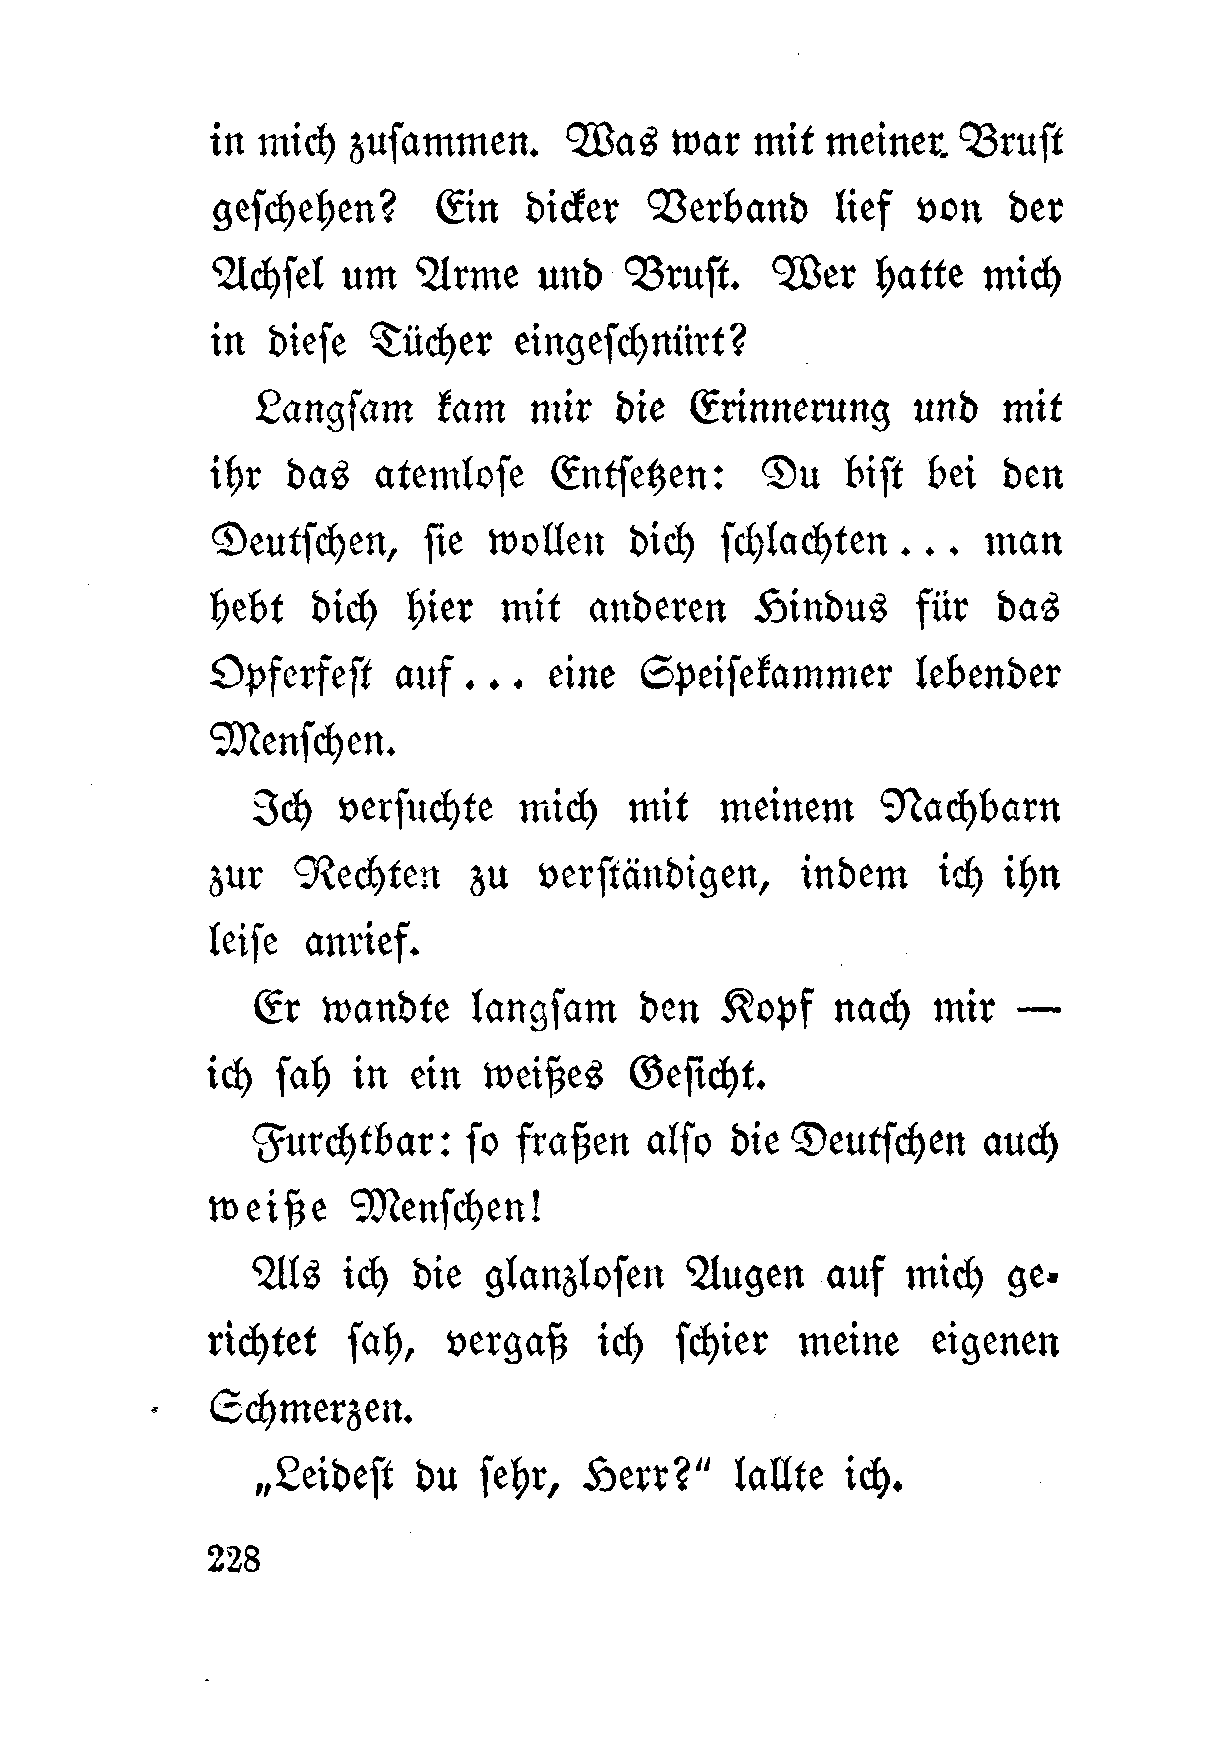 in mich zusammen. Was war mit meiner Brust
geschehen? Ein dicker Verband lief von der
Achsel um Arme und Brust. Wer hatte mich
in diese Tücher eingeschnürt?
Langsam kam mir die Erinnerung und mit
ihr das atemlose Entsetzen: Du bist bei den
Deutschen, sie wollen dich schlachten . . . man
hebt dich hier mit anderen Hindus für das
Opferfest auf . . . eine Speisekammer lebender
Menschen.
Ich versuchte mich mit meinem Nachbarn
zur Rechten zu verständigen, indem ich ihn
leise anrief.
Er wandte langsam den Kopf nach mir —
ich sah in ein weißes Gesicht.
Furchtbar: so fraßen also die Deutschen auch
weiße Menschen!
Als ich die glanzlosen Augen auf mich ge-
richtet sah, vergaß ich schier meine eigenen
Schmerzen.
„Leidest du sehr, Herr?" lallte ich.
228